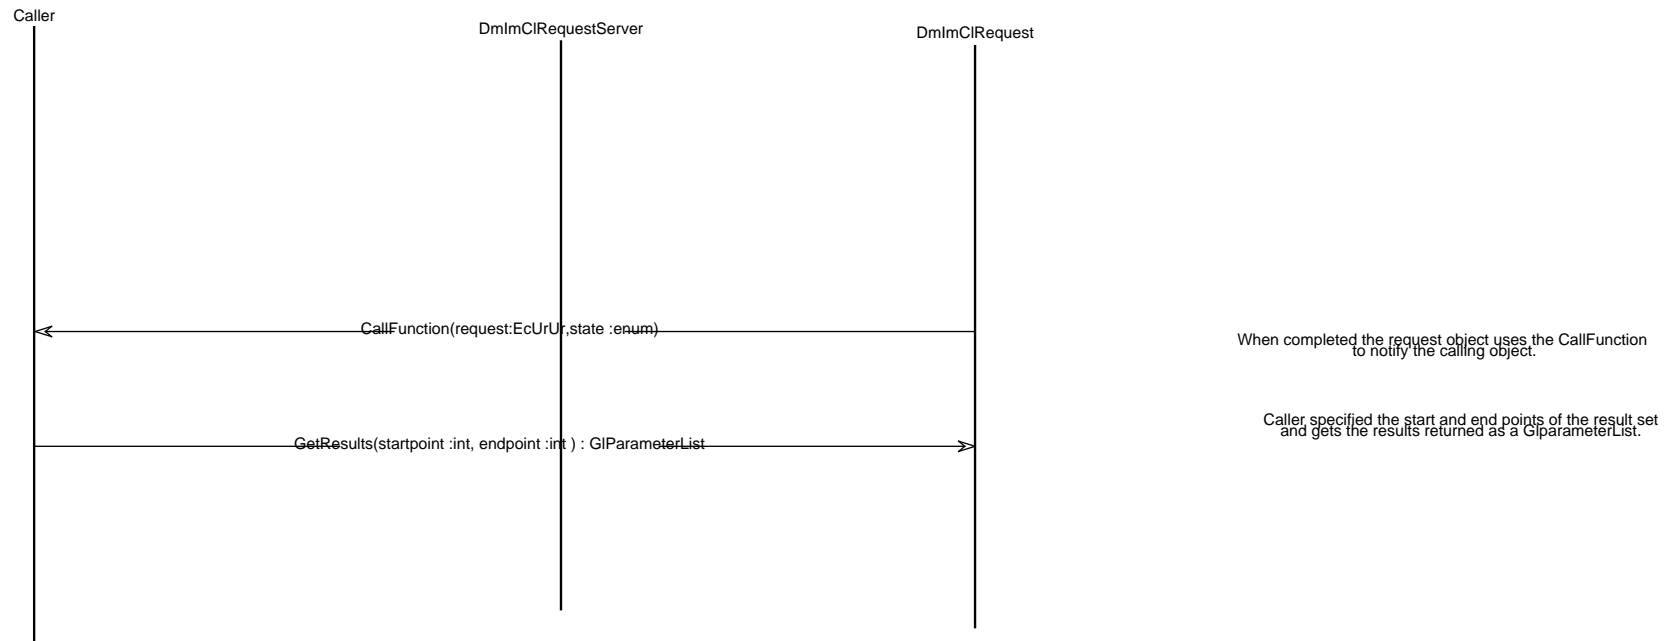 Caller
DmImClRequestServer
DmImClRequest
CallFunction(request:EcUrUr,state :enum)
When completed the request object uses the CallFunction
to notify the calling object.
GetResults(startpoint :int, endpoint :int ) : GlParameterList
Caller specified the start and end points of the result set
and gets the results returned as a GlparameterList.